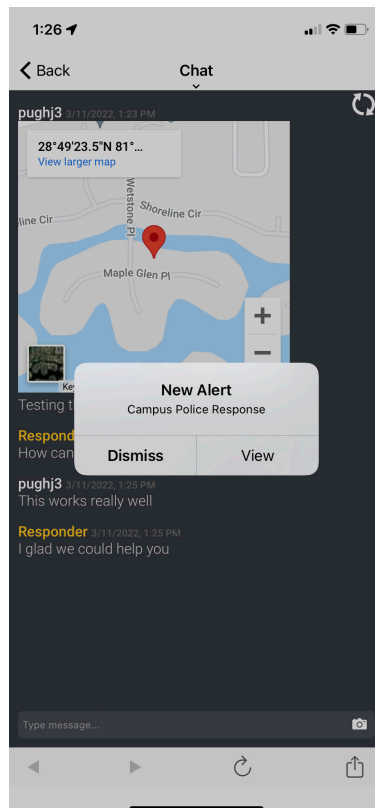 1:26
Back
Chat
pughj3 3/11/2022, 1:23 PM
28°49'23.5"N 81°...
View larger map
Wetstone Pl
Shoreline Cir
line Cir
Maple Glen Pl
+
−
Ke
New Alert
Campus Police Response
Testing t
Respond
How can
Dismiss
View
pughj3 3/11/2022, 1:25 PM
This works really well
Responder 3/11/2022, 1:25 PM
I glad we could help you
Type message...